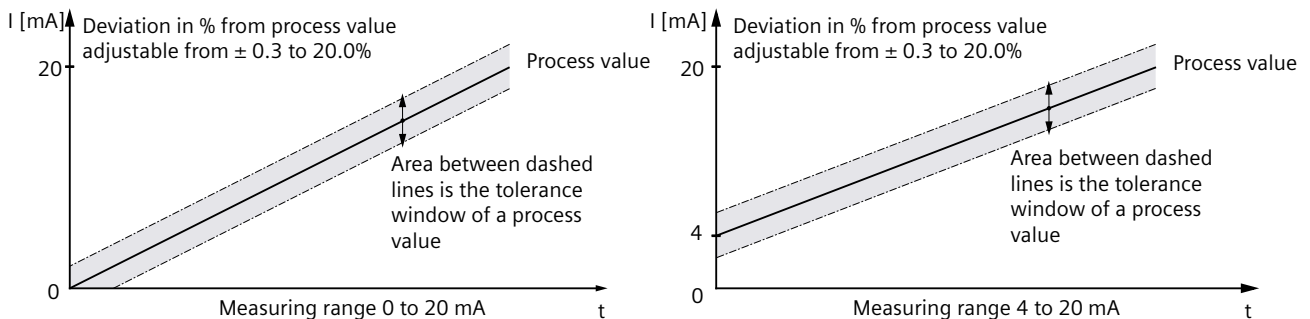 I [mA]
Deviation in % from process value
adjustable from ± 0.3 to 20.0%
20
Process value
Area between dashed
lines is the tolerance
window of a process
value
0
Measuring range 0 to 20 mA
t
I [mA]
Deviation in % from process value
adjustable from ± 0.3 to 20.0%
20
Process value
Area between dashed
lines is the tolerance
window of a process
value
4
0
Measuring range 4 to 20 mA
t